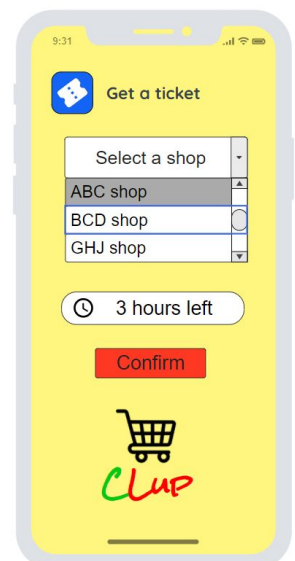 9:31
Get a ticket
Select a shop
ABC shop
BCD shop
GHJ shop
3 hours left
Confirm
CLup